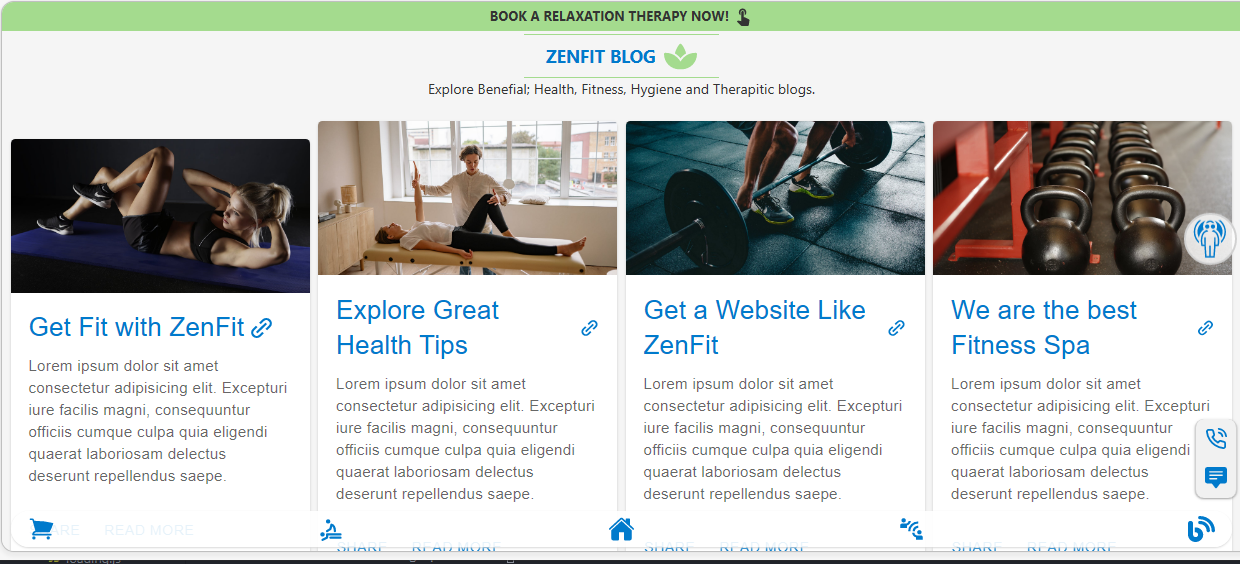 BOOK A RELAXATION THERAPY NOW!
ZENFIT BLOG
Explore Benefial; Health, Fitness, Hygiene and Therapitic blogs.
Get Fit with ZenFit
Lorem ipsum dolor sit amet
consectetur adipisicing elit. Excepturi
iure facilis magni, consequuntur
officiis cumque culpa quia eligendi
quaerat laboriosam delectus
deserunt repellendus saepe.
READ MORE
Explore Great
Health Tips
Lorem ipsum dolor sit amet
consectetur adipisicing elit. Excepturi
iure facilis magni, consequuntur
officiis cumque culpa quia eligendi
quaerat laboriosam delectus
deserunt repellendus saepe.
SHARE READ MORE
Get a Website Like
ZenFit
Lorem ipsum dolor sit amet
consectetur adipisicing elit. Excepturi
iure facilis magni, consequuntur
officiis cumque culpa quia eligendi
quaerat laboriosam delectus
deserunt repellendus saepe.
SHARE READ MORE
We are the best
Fitness Spa
Lorem ipsum dolor sit amet
consectetur adipisicing elit. Excepturi
iure facilis magni, consequuntur
officiis cumque culpa quia eligendi
quaerat laboriosam delectus
deserunt repellendus saepe.
SHARE READ MORE